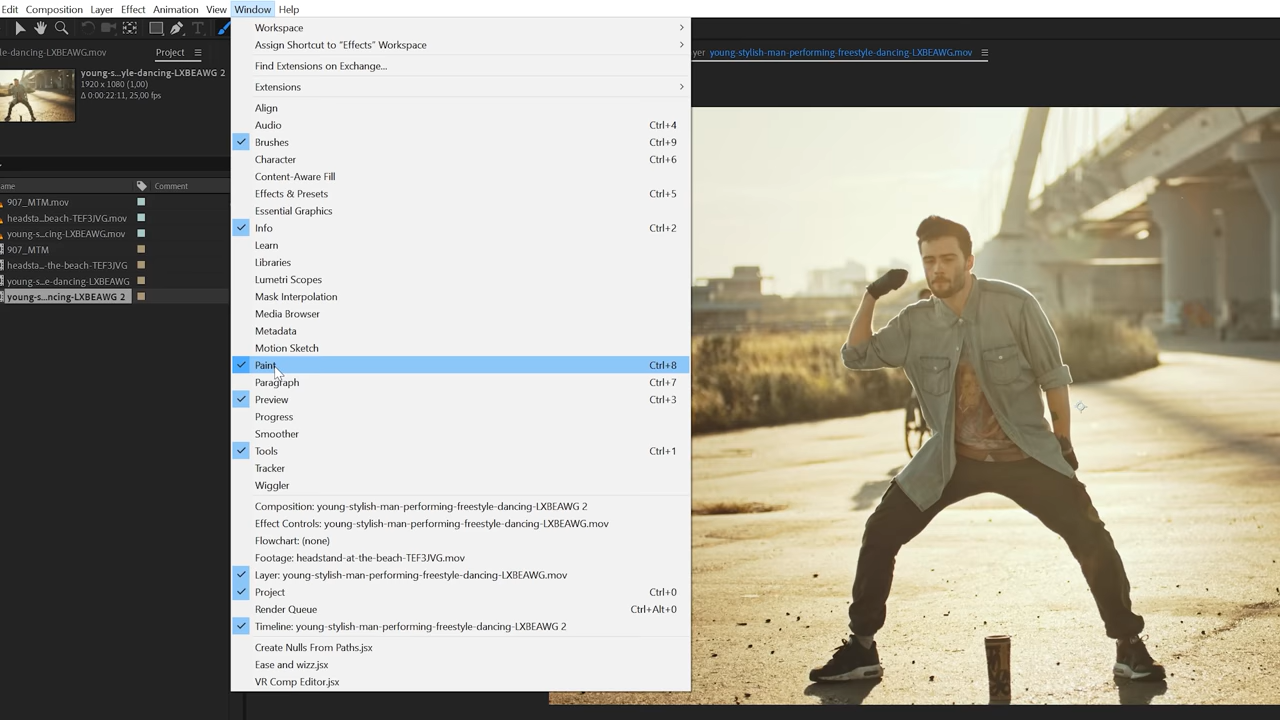 Edit Composition Layer Effect Animation View Window Help
le-dancing-LXBEAWG.mov
Project
young-s...yle-dancing-LXBEAWG 2
1920 x 1080 (1,00)
Δ 0:00:22:11, 25,00 fps
ame
Comment
907_MTM.mov
headsta...beach-TEF3JVG.mov
young-s...cing-LXBEAWG.mov
907_MTM
headsta...-the-beach-TEF3JVG
young-s...e-dancing-LXBEAWG
young-s...ncing-LXBEAWG 2
Workspace
Assign Shortcut to "Effects" Workspace
Find Extensions on Exchange...
Extensions
Align
Audio Ctrl+4
Brushes Ctrl+9
Character Ctrl+6
Content-Aware Fill
Effects & Presets Ctrl+5
Essential Graphics
Info Ctrl+2
Learn
Libraries
Lumetri Scopes
Mask Interpolation
Media Browser
Metadata
Motion Sketch
Paint Ctrl+8
Paragraph Ctrl+7
Preview Ctrl+3
Progress
Smoother
Tools Ctrl+1
Tracker
Wiggler
Composition: young-stylish-man-performing-freestyle-dancing-LXBEAWG 2
Effect Controls: young-stylish-man-performing-freestyle-dancing-LXBEAWG.mov
Flowchart: (none)
Footage: headstand-at-the-beach-TEF3JVG.mov
Layer: young-stylish-man-performing-freestyle-dancing-LXBEAWG.mov
Project Ctrl+0
Render Queue Ctrl+Alt+0
Timeline: young-stylish-man-performing-freestyle-dancing-LXBEAWG 2
Create Nulls From Paths.jsx
Ease and wizz.jsx
VR Comp Editor.jsx
yer young-stylish-man-performing-freestyle-dancing-LXBEAWG.mov